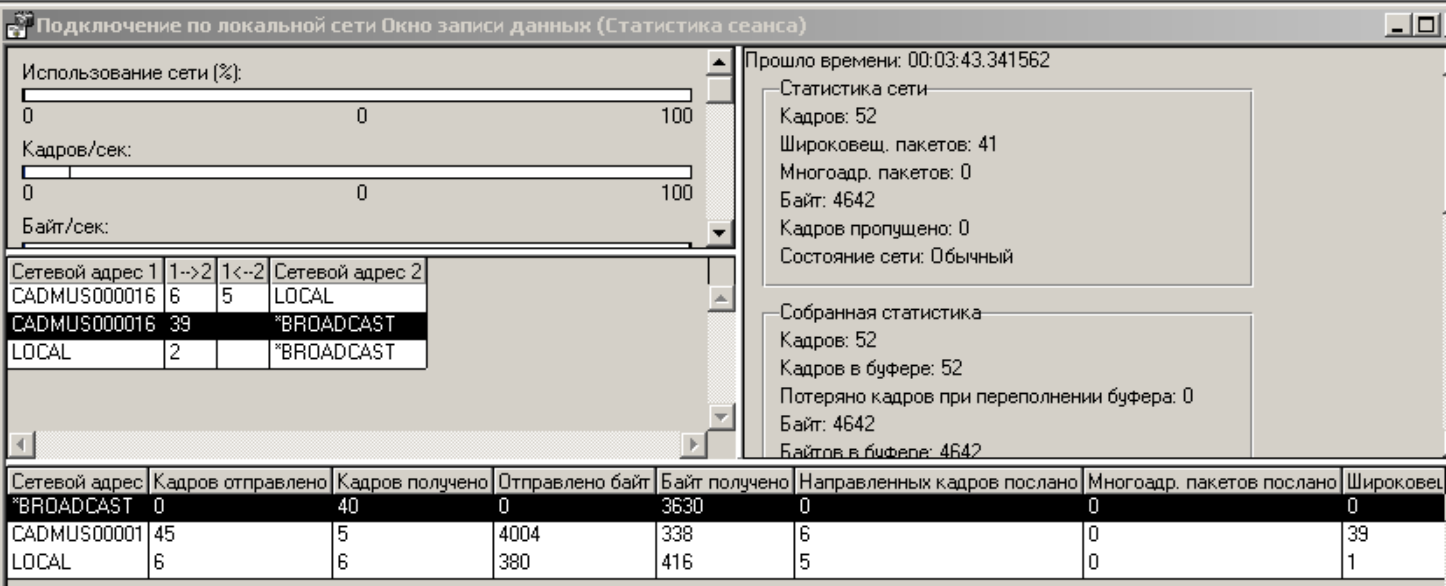 Подключение по локальной сети Окно записи данных (Статистика сеанса)
Использование сети (%):
0 0 100
Кадров/сек:
0 0 100
Байт/сек:
Прошло времени: 00:03:43.341562
Статистика сети
Кадров: 52
Широковещ. пакетов: 41
Многоадр. пакетов: 0
Байт: 4642
Кадров пропущено: 0
Состояние сети: Обычный
Собранная статистика
Кадров: 52
Кадров в буфере: 52
Потеряно кадров при переполнении буфера: 0
Байт: 4642
Байтов в буфере: 4642
Сетевой адрес 1 1-->2 1<--2 Сетевой адрес 2
CADMUS000016 6 5 LOCAL
CADMUS000016 39 *BROADCAST
LOCAL 2 *BROADCAST
Сетевой адрес Кадров отправлено Кадров получено Отправлено байт Байт получено Направленных кадров послано Многоадр. пакетов послано Широковещ
*BROADCAST 0 40 0 3630 0 0 0
CADMUS00001 45 5 4004 338 6 0 39
LOCAL 6 6 380 416 5 0 1